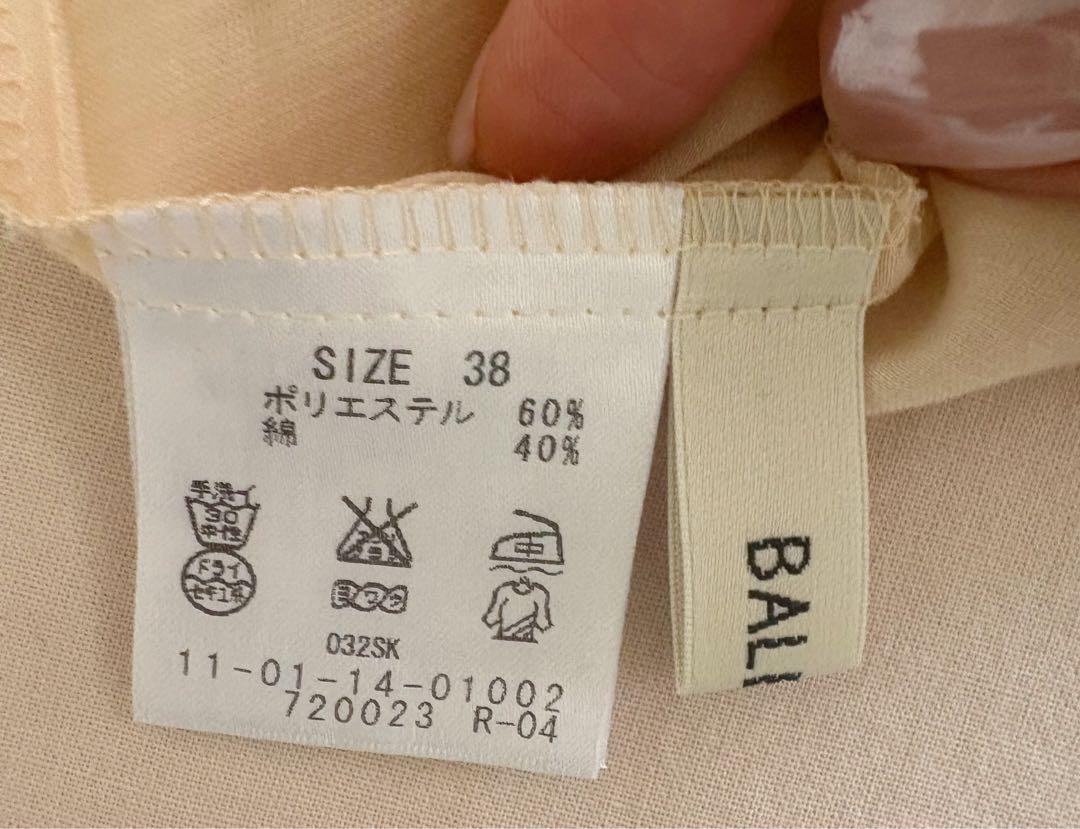 SIZE 38
ポリエステル 60%
綿 40%
手洗イ
30
ドライ
セキユ系
中
032SK
11-01-14-01002
720023 R-04
BAL